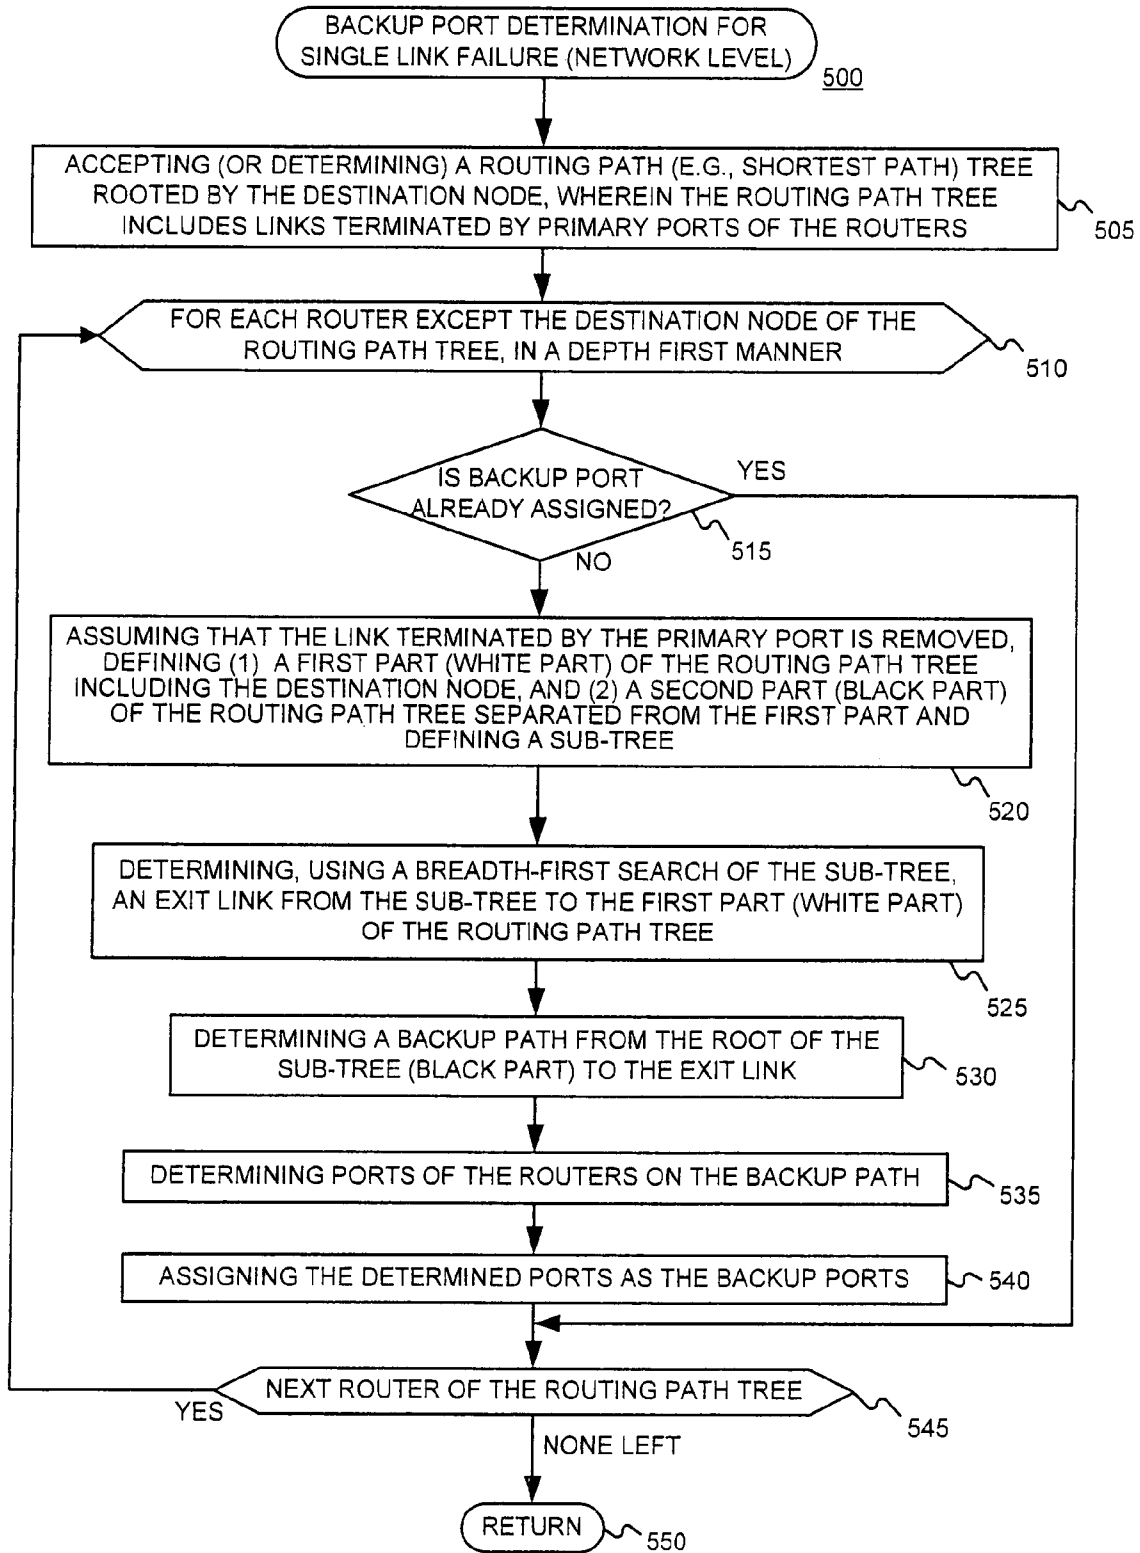 BACKUP PORT DETERMINATION FOR
SINGLE LINK FAILURE (NETWORK LEVEL)
500
ACCEPTING (OR DETERMINING) A ROUTING PATH (E.G., SHORTEST PATH) TREE
ROOTED BY THE DESTINATION NODE, WHEREIN THE ROUTING PATH TREE
INCLUDES LINKS TERMINATED BY PRIMARY PORTS OF THE ROUTERS
505
FOR EACH ROUTER EXCEPT THE DESTINATION NODE OF THE
ROUTING PATH TREE, IN A DEPTH FIRST MANNER
510
IS BACKUP PORT
ALREADY ASSIGNED?
YES
515
NO
ASSUMING THAT THE LINK TERMINATED BY THE PRIMARY PORT IS REMOVED,
DEFINING (1) A FIRST PART (WHITE PART) OF THE ROUTING PATH TREE
INCLUDING THE DESTINATION NODE, AND (2) A SECOND PART (BLACK PART)
OF THE ROUTING PATH TREE SEPARATED FROM THE FIRST PART AND
DEFINING A SUB-TREE
520
DETERMINING, USING A BREADTH-FIRST SEARCH OF THE SUB-TREE,
AN EXIT LINK FROM THE SUB-TREE TO THE FIRST PART (WHITE PART)
OF THE ROUTING PATH TREE
525
DETERMINING A BACKUP PATH FROM THE ROOT OF THE
SUB-TREE (BLACK PART) TO THE EXIT LINK
530
DETERMINING PORTS OF THE ROUTERS ON THE BACKUP PATH
535
ASSIGNING THE DETERMINED PORTS AS THE BACKUP PORTS
540
NEXT ROUTER OF THE ROUTING PATH TREE
YES
545
NONE LEFT
RETURN
550